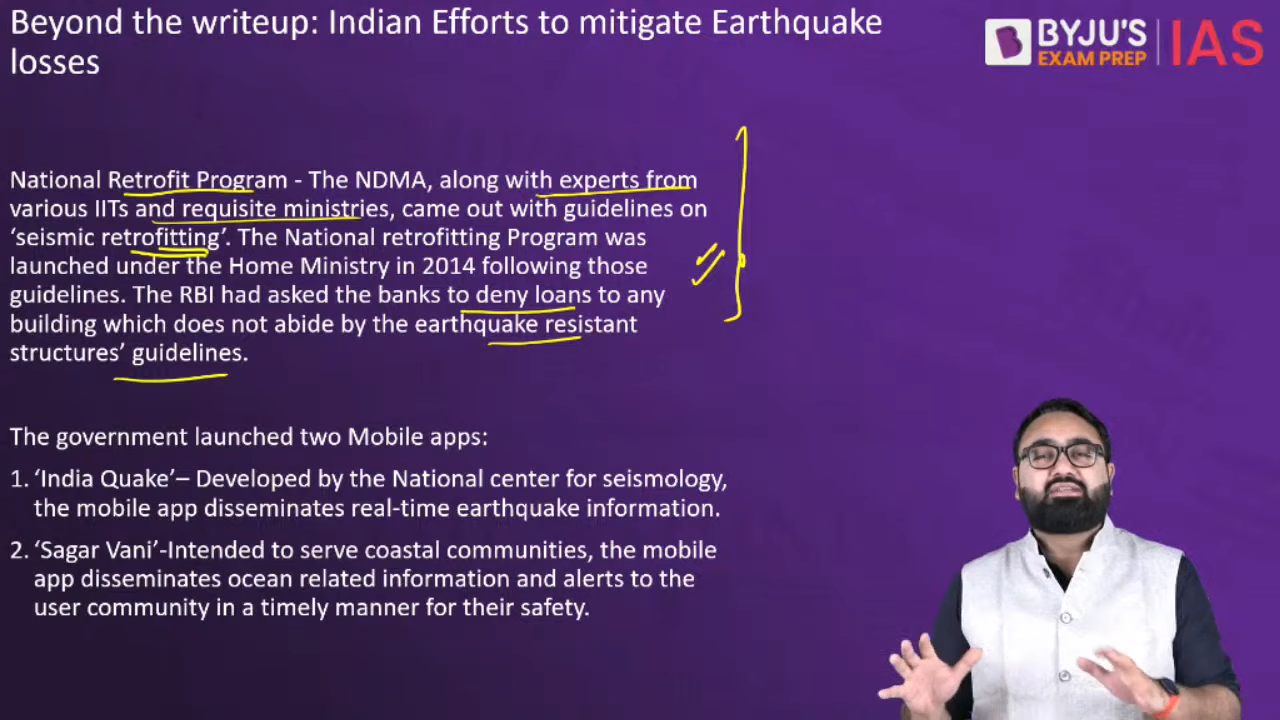 Beyond the writeup: Indian Efforts to mitigate Earthquake
losses
BYJU'S
EXAM PREP
IAS
National Retrofit Program - The NDMA, along with experts from
various IITs and requisite ministries, came out with guidelines on
‘seismic retrofitting’. The National retrofitting Program was
launched under the Home Ministry in 2014 following those
guidelines. The RBI had asked the banks to deny loans to any
building which does not abide by the earthquake resistant
structures’ guidelines.
The government launched two Mobile apps:
1. ‘India Quake’– Developed by the National center for seismology,
the mobile app disseminates real-time earthquake information.
2. ‘Sagar Vani’-Intended to serve coastal communities, the mobile
app disseminates ocean related information and alerts to the
user community in a timely manner for their safety.